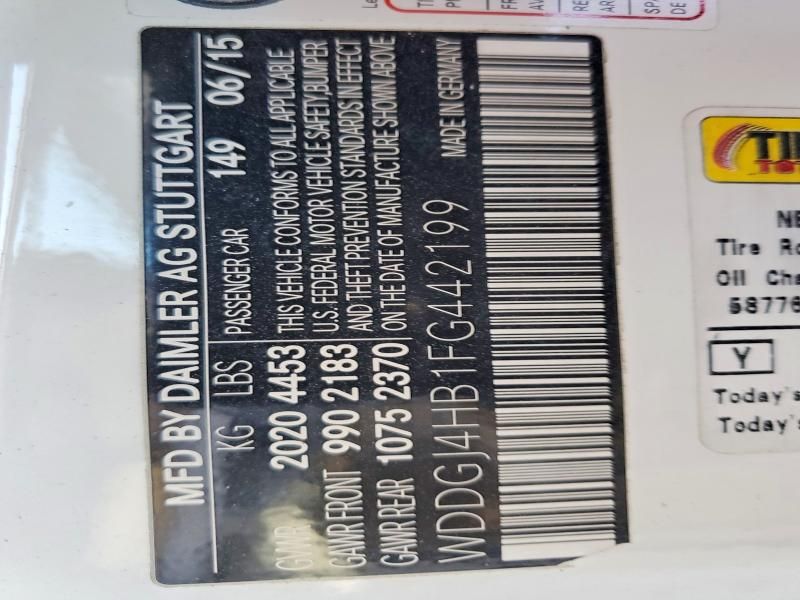 MFD BY DAIMLER AG STUTTGART
KG LBS PASSENGER CAR 149 06/15
GVWR 2020 4453 THIS VEHICLE CONFORMS TO ALL APPLICABLE
U.S. FEDERAL MOTOR VEHICLE SAFETY, BUMPER
GAWR FRONT 990 2183 AND THEFT PREVENTION STANDARDS IN EFFECT
GAWR REAR 1075 2370 ON THE DATE OF MANUFACTURE SHOWN ABOVE
WDDGJ4HB1FG442199 MADE IN GERMANY
Tire
Oil
58776
Y
Today's
Today's